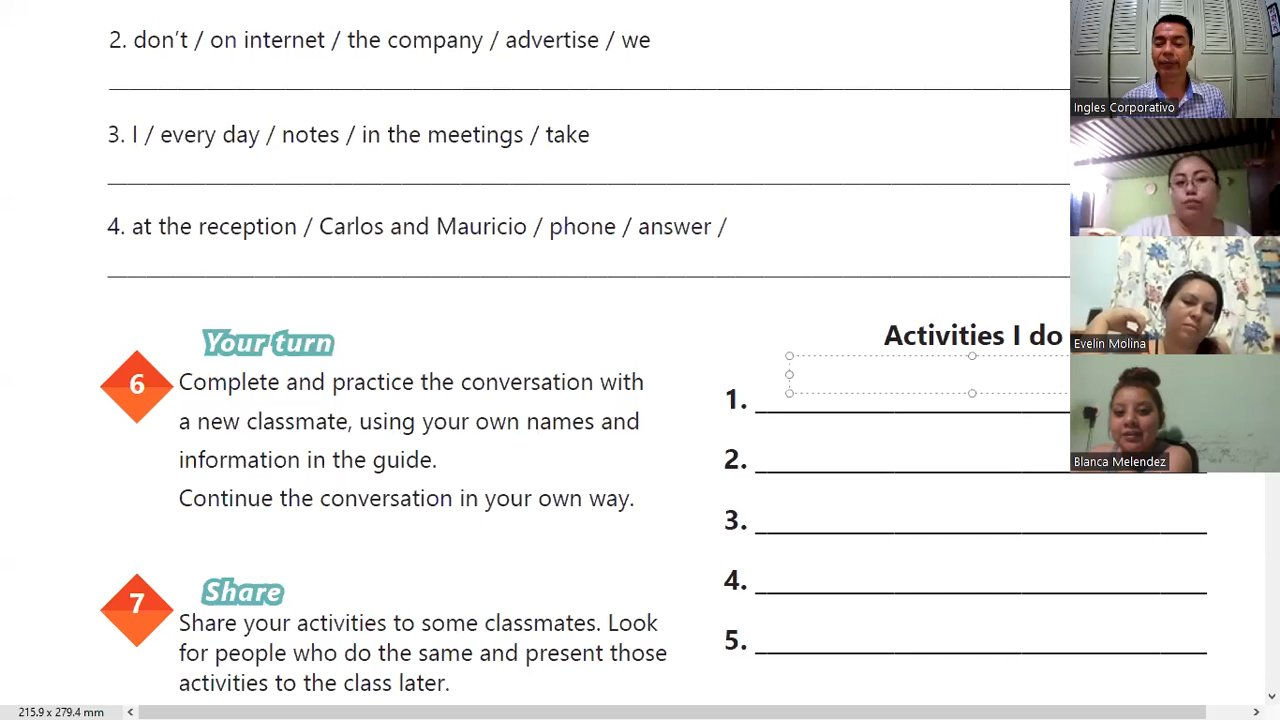 2. don’t / on internet / the company / advertise / we
3. I / every day / notes / in the meetings / take
4. at the reception / Carlos and Mauricio / phone / answer /
Your turn
6
Complete and practice the conversation with
a new classmate, using your own names and
information in the guide.
Continue the conversation in your own way.
7
Share
Share your activities to some classmates. Look
for people who do the same and present those
activities to the class later.
Activities I do
1.
2.
3.
4.
5.
Ingles Corporativo
Evelin Molina
Blanca Melendez
215.9 x 279.4 mm